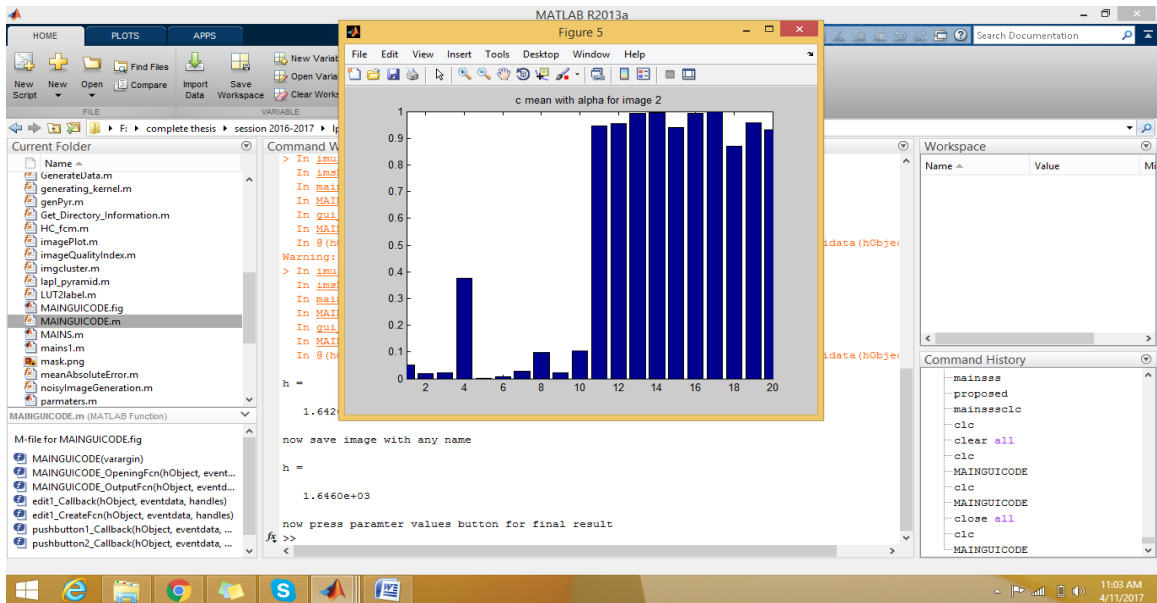 MATLAB R2013a
HOME PLOTS APPS
Search Documentation
New Script
New
Open
Find Files
Compare
Import Data
Save Workspace
New Variab
Open Varia
Clear Works
FILE
VARIABLE
F: complete thesis session 2016-2017 Ip
Current Folder
Name
GenerateData.m
generating_kernel.m
genPyr.m
Get_Directory_Information.m
HC_fcm.m
imagePlot.m
imageQualityIndex.m
imgcluster.m
lapl_pyramid.m
LUT2label.m
MAINGUICODE.fig
MAINGUICODE.m
MAINS.m
mains1.m
mask.png
meanAbsoluteError.m
noisyImageGeneration.m
parmaters.m
MAINGUICODE.m (MATLAB Function)
M-file for MAINGUICODE.fig
MAINGUICODE(varargin)
MAINGUICODE_OpeningFcn(hObject, event...
MAINGUICODE_OutputFcn(hObject, eventd...
edit1_Callback(hObject, eventdata, handles)
edit1_CreateFcn(hObject, eventdata, handles)
pushbutton1_Callback(hObject, eventdata, ...
pushbutton2_Callback(hObject, eventdata, ...
Command W
> In imu
In ims
In mai
In MAI
In gui
In MAI
In @(h
idata(hObjec
Warning:
> In imu
In ims
In mai
In MAI
In gui
In MAI
In @(h
idata(hObjec
h =
1.642
now save image with any name
h =
1.6460e+03
now press paramter values button for final result
fx >>
Figure 5
File Edit View Insert Tools Desktop Window Help
c mean with alpha for image 2
1
0.9
0.8
0.7
0.6
0.5
0.4
0.3
0.2
0.1
0
2 4 6 8 10 12 14 16 18 20
Workspace
Name Value Mi
Command History
mainsss
proposed
mainsssclc
clc
clear all
clc
MAINGUICODE
clc
MAINGUICODE
close all
clc
MAINGUICODE
11:03 AM
4/11/2017